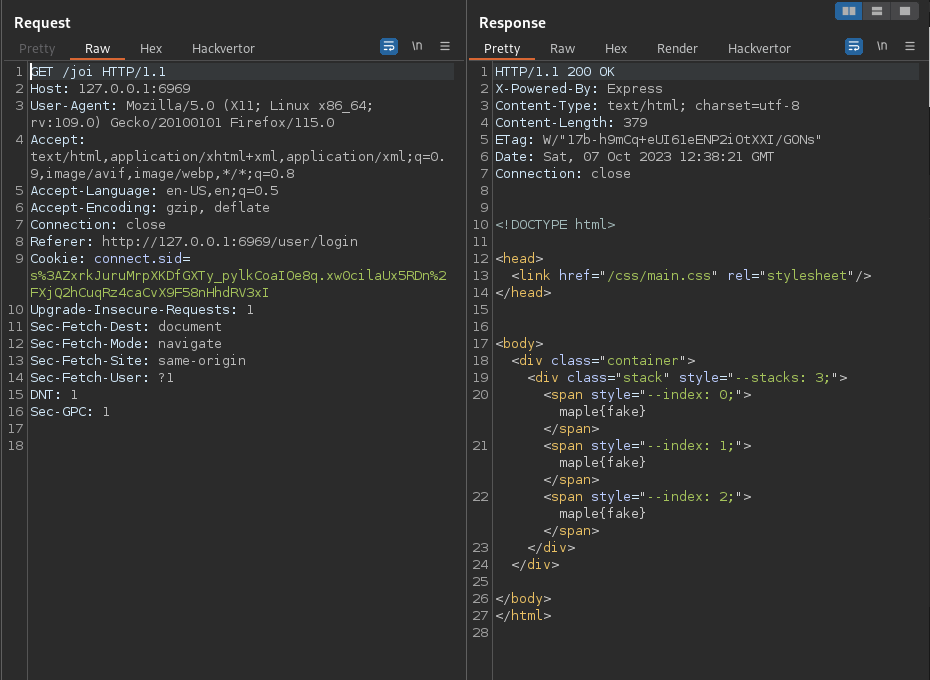 Request
Pretty Raw Hex Hackvertor \n
1 GET /joi HTTP/1.1
2 Host: 127.0.0.1:6969
3 User-Agent: Mozilla/5.0 (X11; Linux x86_64;
rv:109.0) Gecko/20100101 Firefox/115.0
4 Accept:
text/html,application/xhtml+xml,application/xml;q=0.
9,image/avif,image/webp,*/*;q=0.8
5 Accept-Language: en-US,en;q=0.5
6 Accept-Encoding: gzip, deflate
7 Connection: close
8 Referer: http://127.0.0.1:6969/user/login
9 Cookie: connect.sid=
s%3AZxrkJuruMrpXKDfGXTy_pylkCoaIOe8q.xwOcilaUx5RDn%2
FXjQ2hCuqRz4caCvX9F58nHhdRV3xI
10 Upgrade-Insecure-Requests: 1
11 Sec-Fetch-Dest: document
12 Sec-Fetch-Mode: navigate
13 Sec-Fetch-Site: same-origin
14 Sec-Fetch-User: ?1
15 DNT: 1
16 Sec-GPC: 1
17
18
Response
Pretty Raw Hex Render Hackvertor \n
1 HTTP/1.1 200 OK
2 X-Powered-By: Express
3 Content-Type: text/html; charset=utf-8
4 Content-Length: 379
5 ETag: W/"17b-h9mCq+eUI61eENP2iOtXXI/GONs"
6 Date: Sat, 07 Oct 2023 12:38:21 GMT
7 Connection: close
8
9
10 <!DOCTYPE html>
11
12 <head>
13 <link href="/css/main.css" rel="stylesheet"/>
14 </head>
15
16
17 <body>
18 <div class="container">
19 <div class="stack" style="--stacks: 3;">
20 <span style="--index: 0;">
maple{fake}
</span>
21 <span style="--index: 1;">
maple{fake}
</span>
22 <span style="--index: 2;">
maple{fake}
</span>
23 </div>
24 </div>
25
26 </body>
27 </html>
28